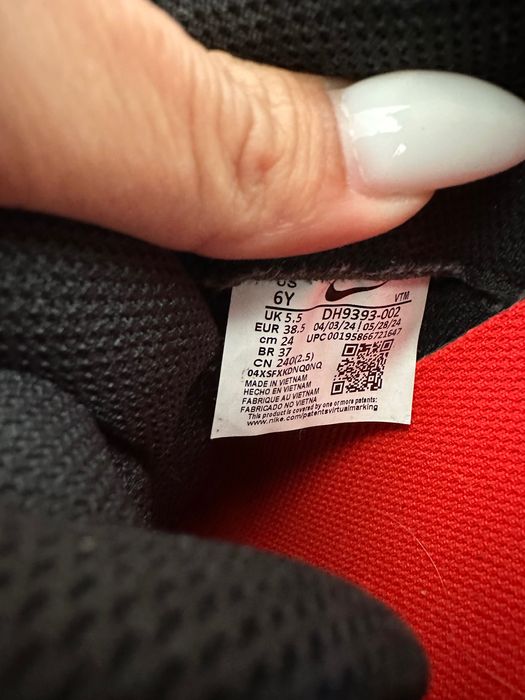 US
6Y
VTM
UK 5.5 DH9393-002
EUR 38.5 04/03/24 | 05/28/24
cm 24 UPC 00195866721647
BR 37
CN 240(2.5)
04XSFXKDNQ0NQ
MADE IN VIETNAM
HECHO EN VIETNAM
FABRIQUE AU VIETNAM
FABRICADO NO VIETNA
This product is covered by one or more patents:
www.nike.com/patentsvirtualmarking